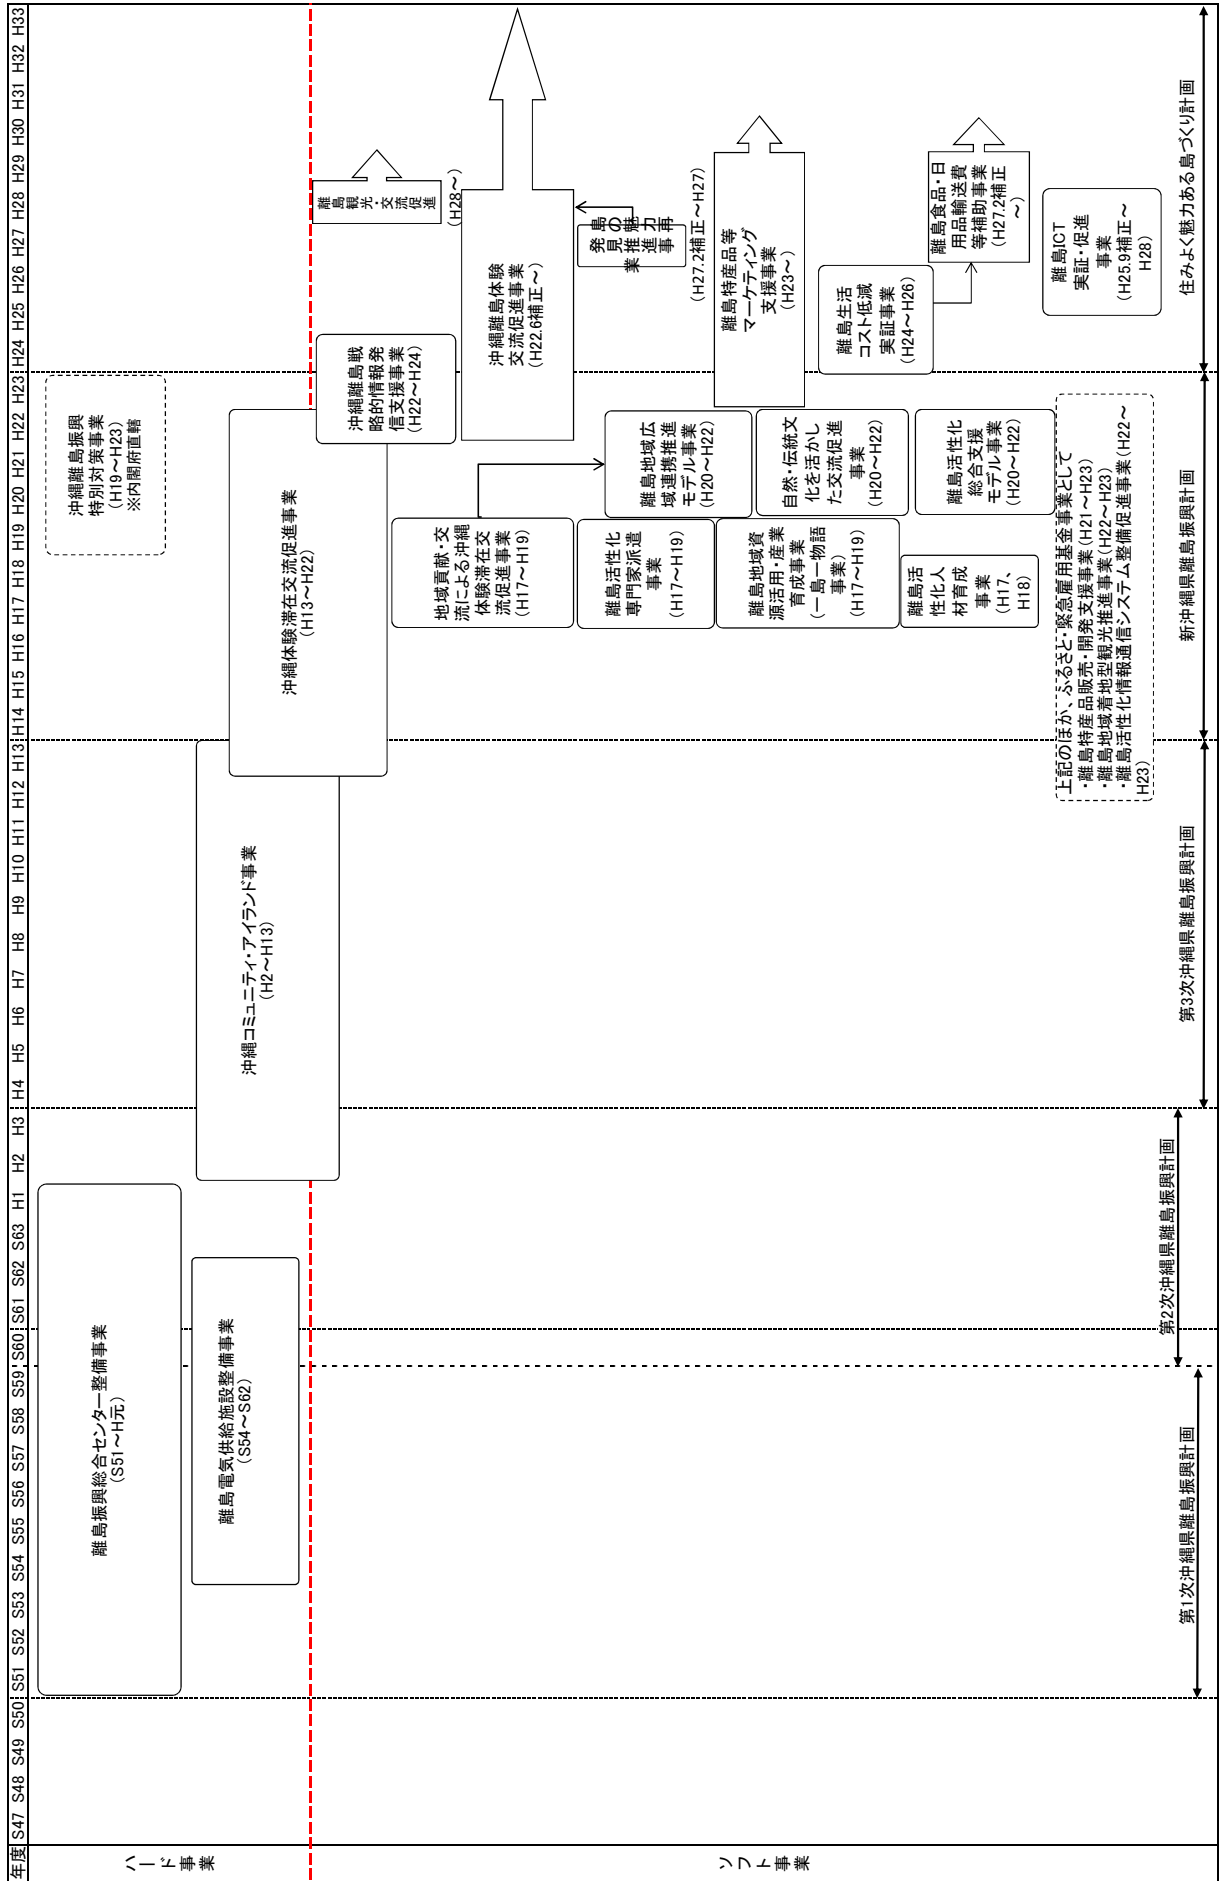 年度 S47 S48 S49 S50 S51 S52 S53 S54 S55 S56 S57 S58 S59 S60 S61 S62 S63 H1 H2 H3 H4 H5 H6 H7 H8 H9 H10 H11 H12 H13 H14 H15 H16 H17 H18 H19 H20 H21 H22 H23 H24 H25 H26 H27 H28 H29 H30 H31 H32 H33
ハード事業
離島振興総合センター整備事業
(S51～H元)
離島電気供給施設整備事業
(S54～S62)
沖縄コミュニティ・アイランド事業
(H2～H13)
沖縄体験滞在交流促進事業
(H13～H22)
沖縄離島振興
特別対策事業
(H19～H23)
※内閣府直轄
ソフト事業
沖縄離島戦
略的情報発
信支援事業
(H22～H24)
離島
観光・交流
促進
(H28～)
地域貢献・交
流による沖縄
体験滞在交
流促進事業
(H17～H19)
沖縄離島体験
交流促進事業
(H22.6補正～)
離島活性化
専門家派遣
事業
(H17～H19)
離島地域広
域連携推進
モデル事業
(H20～H22)
島の魅力再
発見推進事
業
(H27.2補正～H27)
離島地域資
源活用・産業
育成事業
(一島一物語
事業)
(H17～H19)
自然・伝統文
化を活かし
た交流促進
事業
(H20～H22)
離島特産品等
マーケティング
支援事業
(H23～)
離島活
性化人
材育成
事業
(H17、
H18)
離島活性化
総合支援
モデル事業
(H20～H22)
離島生活
コスト低減
実証事業
(H24～H26)
離島食品・日
用品輸送費
等補助事業
(H27.2補正
～)
離島ICT
実証・促進
事業
(H25.9補正～
H28)
上記のほか、ふるさと・緊急雇用基金事業として
・離島特産品販売・開発支援事業(H21～H23)
・離島地域着地型観光推進事業(H22～H23)
・離島活性化情報通信システム整備促進事業(H22～
H23)
第1次沖縄県離島振興計画
第2次沖縄県離島振興計画
第3次沖縄県離島振興計画
新沖縄県離島振興計画
住みよく魅力ある島づくり計画